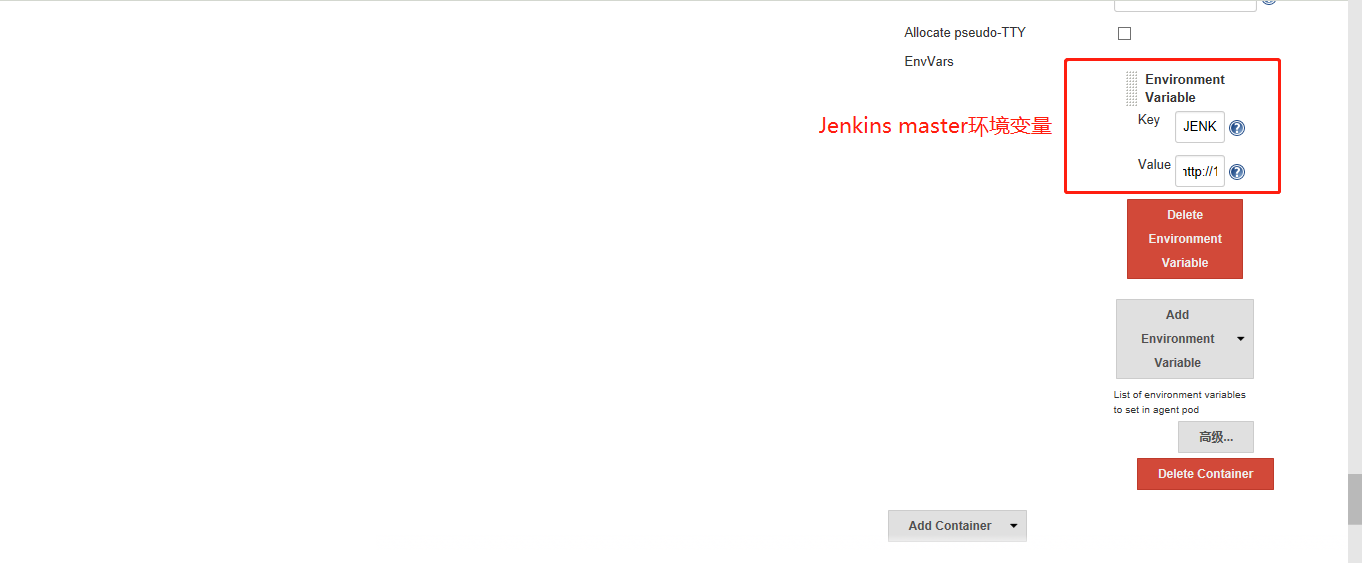 Allocate pseudo-TTY
EnvVars
Environment
Variable
Jenkins master环境变量
Key
JENK
Value
http://1
Delete
Environment
Variable
Add
Environment
Variable
List of environment variables
to set in agent pod
高级...
Delete Container
Add Container